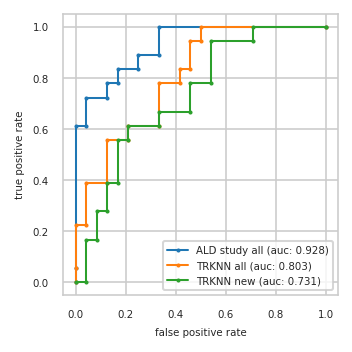 1.0
0.8
0.6
0.4
0.2
0.0
true positive rate
ALD study all (auc: 0.928)
TRKNN all (auc: 0.803)
TRKNN new (auc: 0.731)
0.0 0.2 0.4 0.6 0.8 1.0
false positive rate